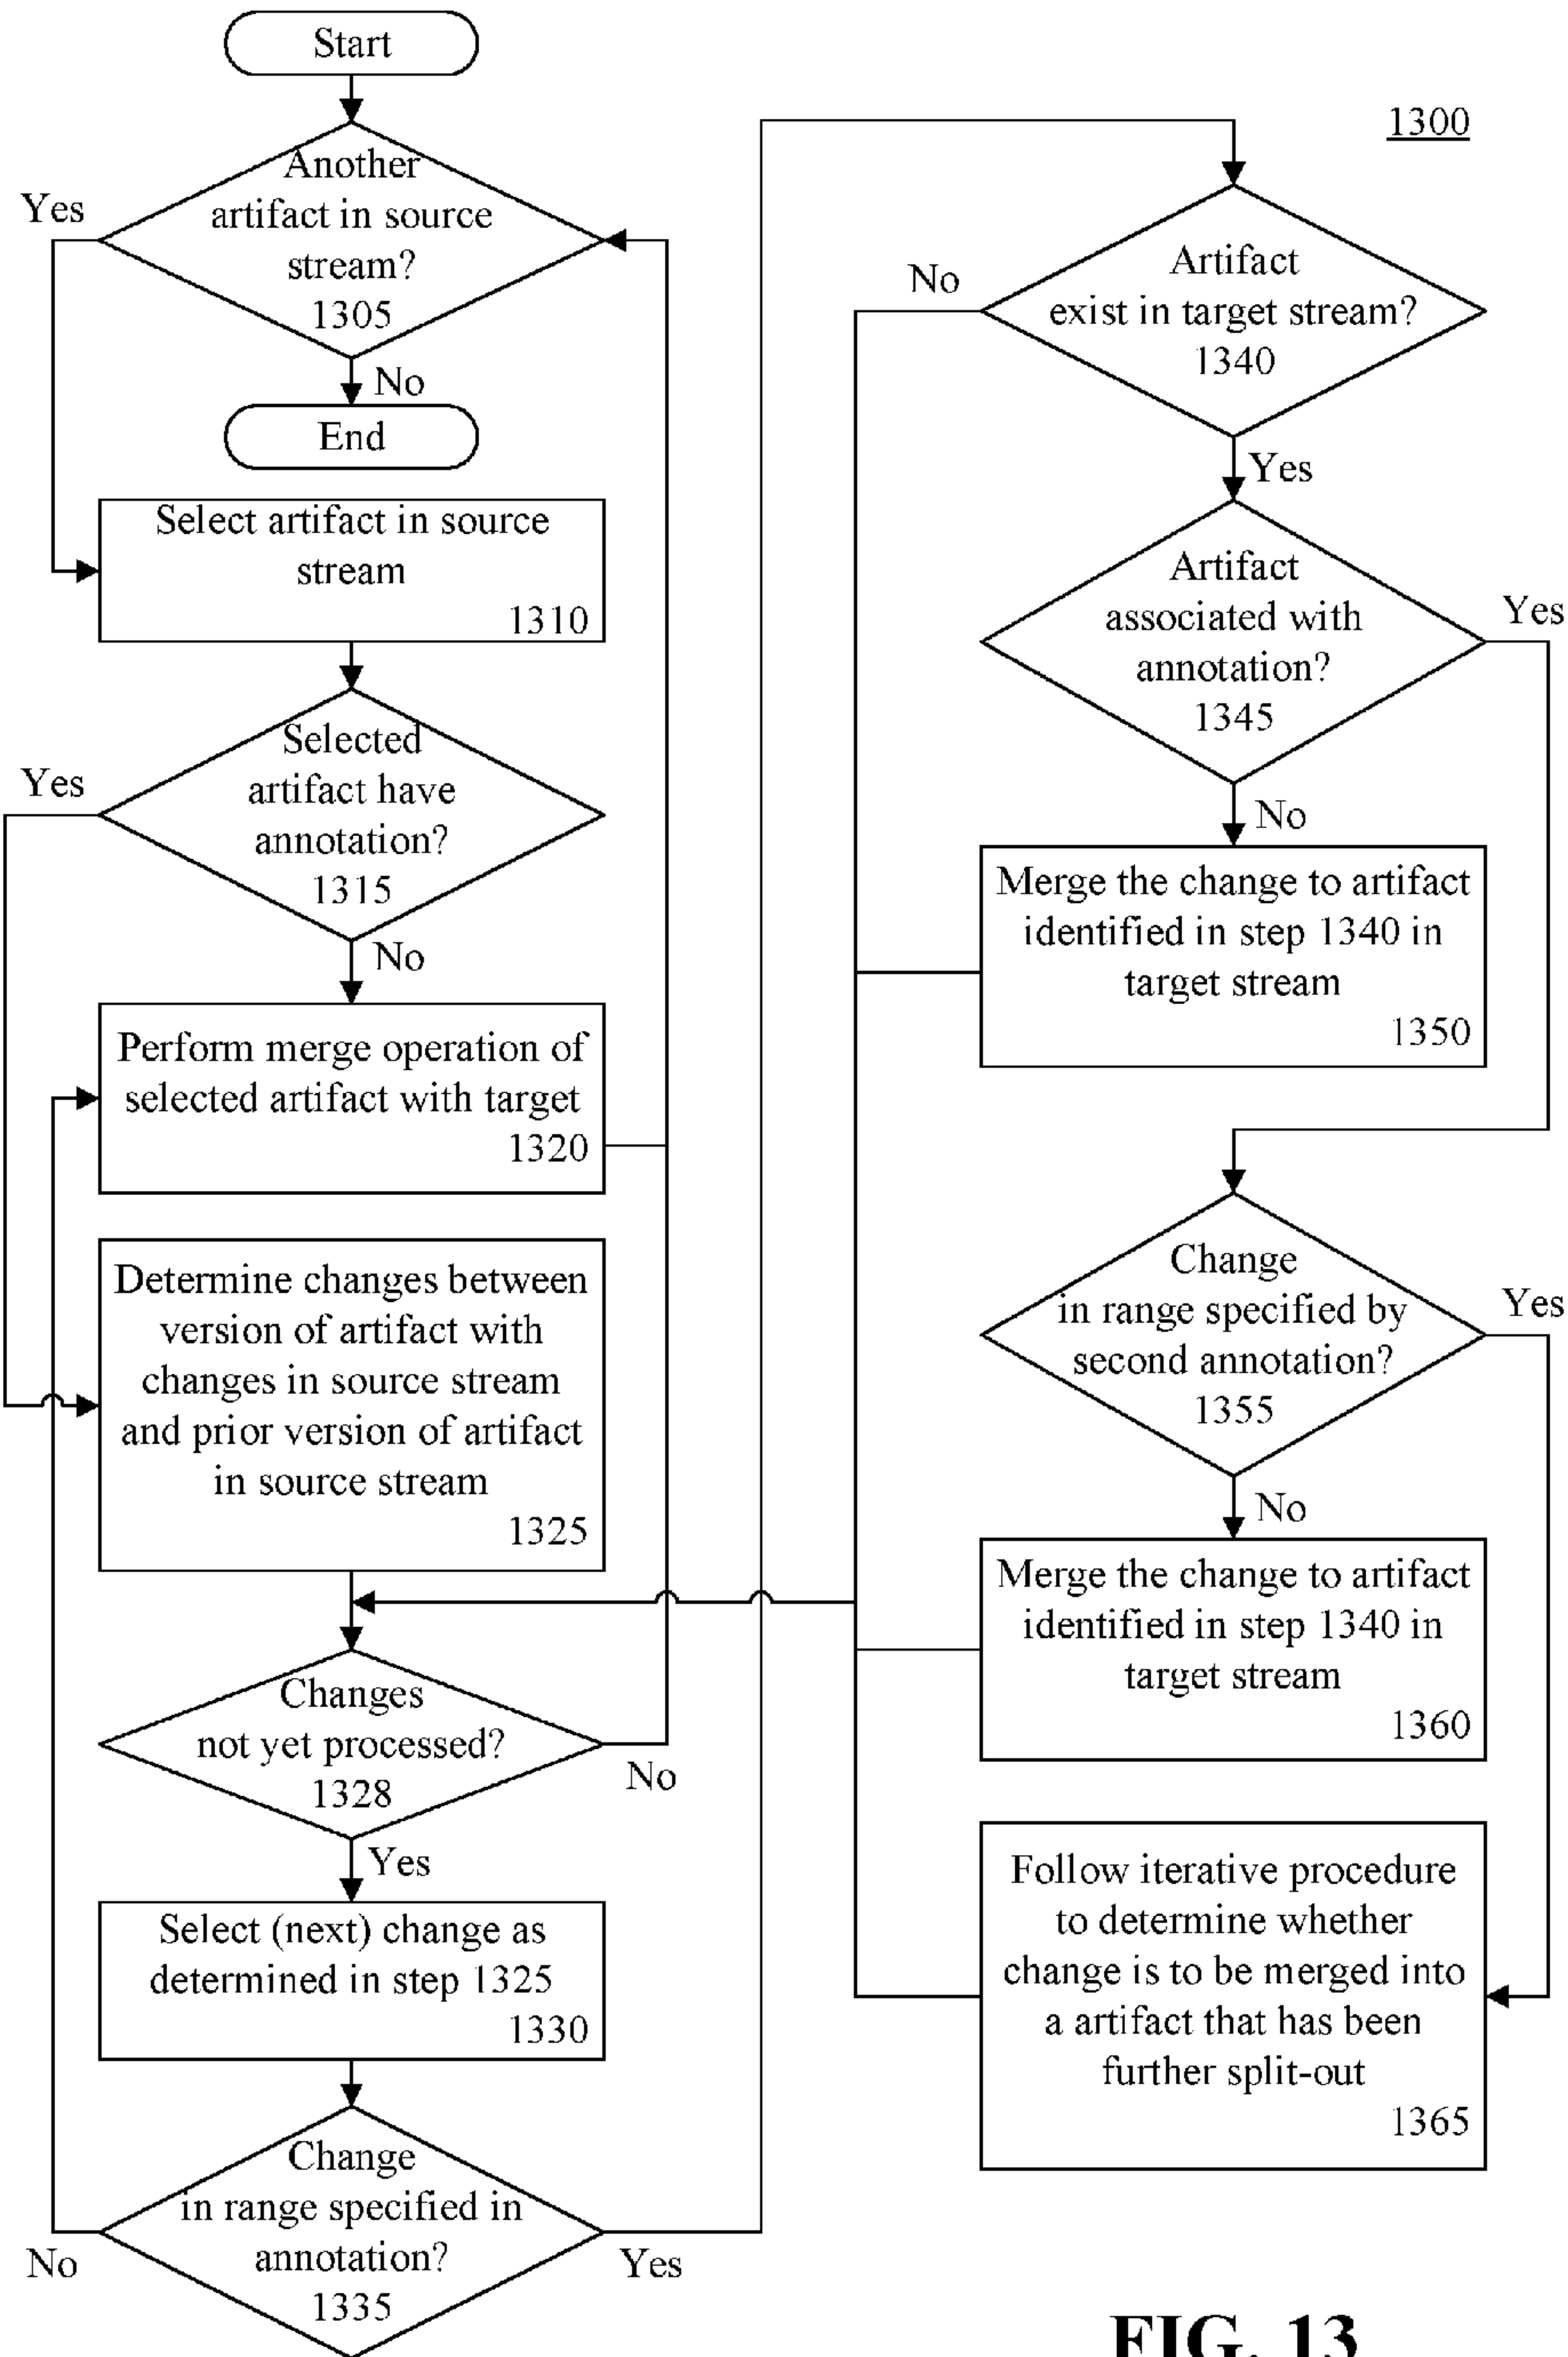 Start
Another
artifact in source
stream?
1305
Yes
No
End
Select artifact in source
stream
1310
Selected
artifact have
annotation?
1315
Yes
No
Perform merge operation of
selected artifact with target
1320
Determine changes between
version of artifact with
changes in source stream
and prior version of artifact
in source stream
1325
Changes
not yet processed?
1328
No
Yes
Select (next) change as
determined in step 1325
1330
Change
in range specified in
annotation?
1335
No
Yes
1300
Artifact
exist in target stream?
1340
No
Yes
Artifact
associated with
annotation?
1345
Yes
No
Merge the change to artifact
identified in step 1340 in
target stream
1350
Change
in range specified by
second annotation?
1355
Yes
No
Merge the change to artifact
identified in step 1340 in
target stream
1360
Follow iterative procedure
to determine whether
change is to be merged into
a artifact that has been
further split-out
1365
FIG. 13